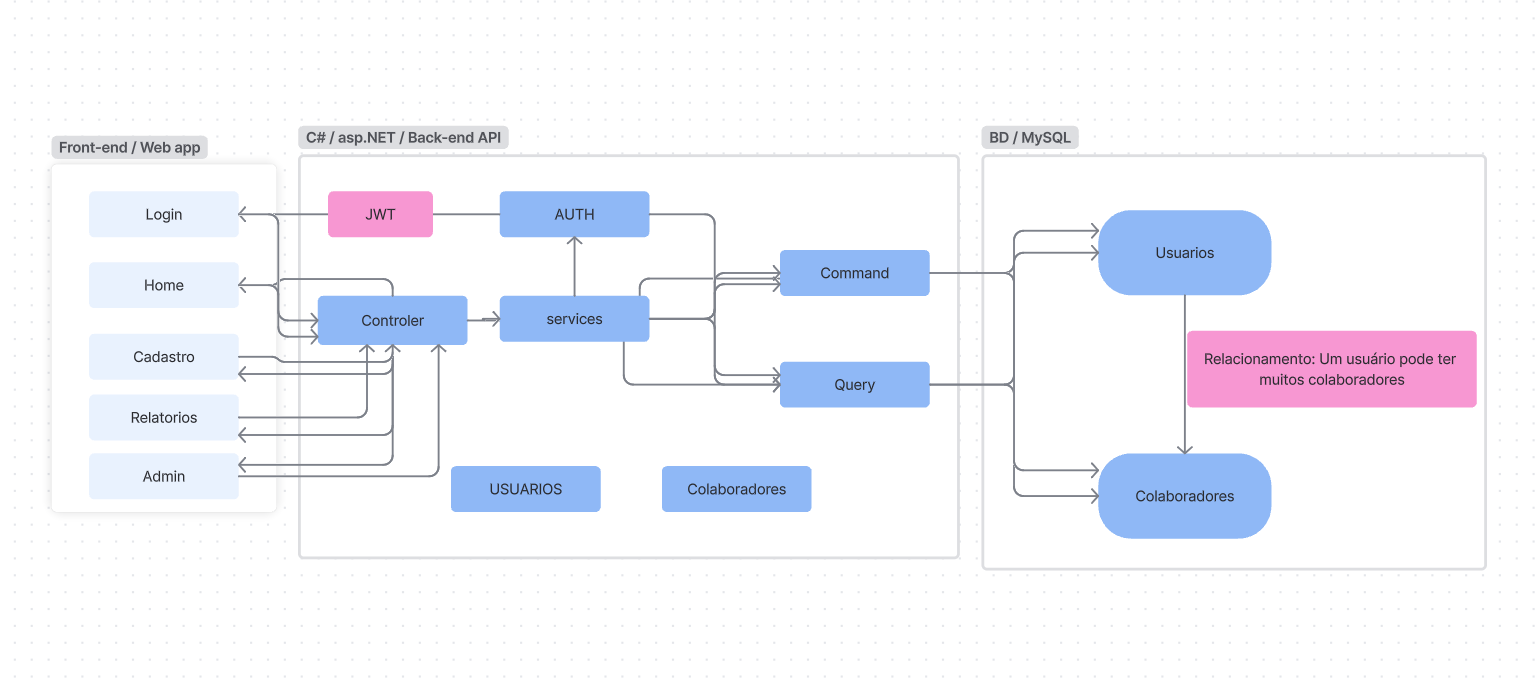 Front-end / Web app
Login
Home
Cadastro
Relatorios
Admin
C# / asp.NET / Back-end API
JWT
AUTH
Controler
services
Command
Query
USUARIOS
Colaboradores
BD / MySQL
Usuarios
Relacionamento: Um usuário pode ter
muitos colaboradores
Colaboradores